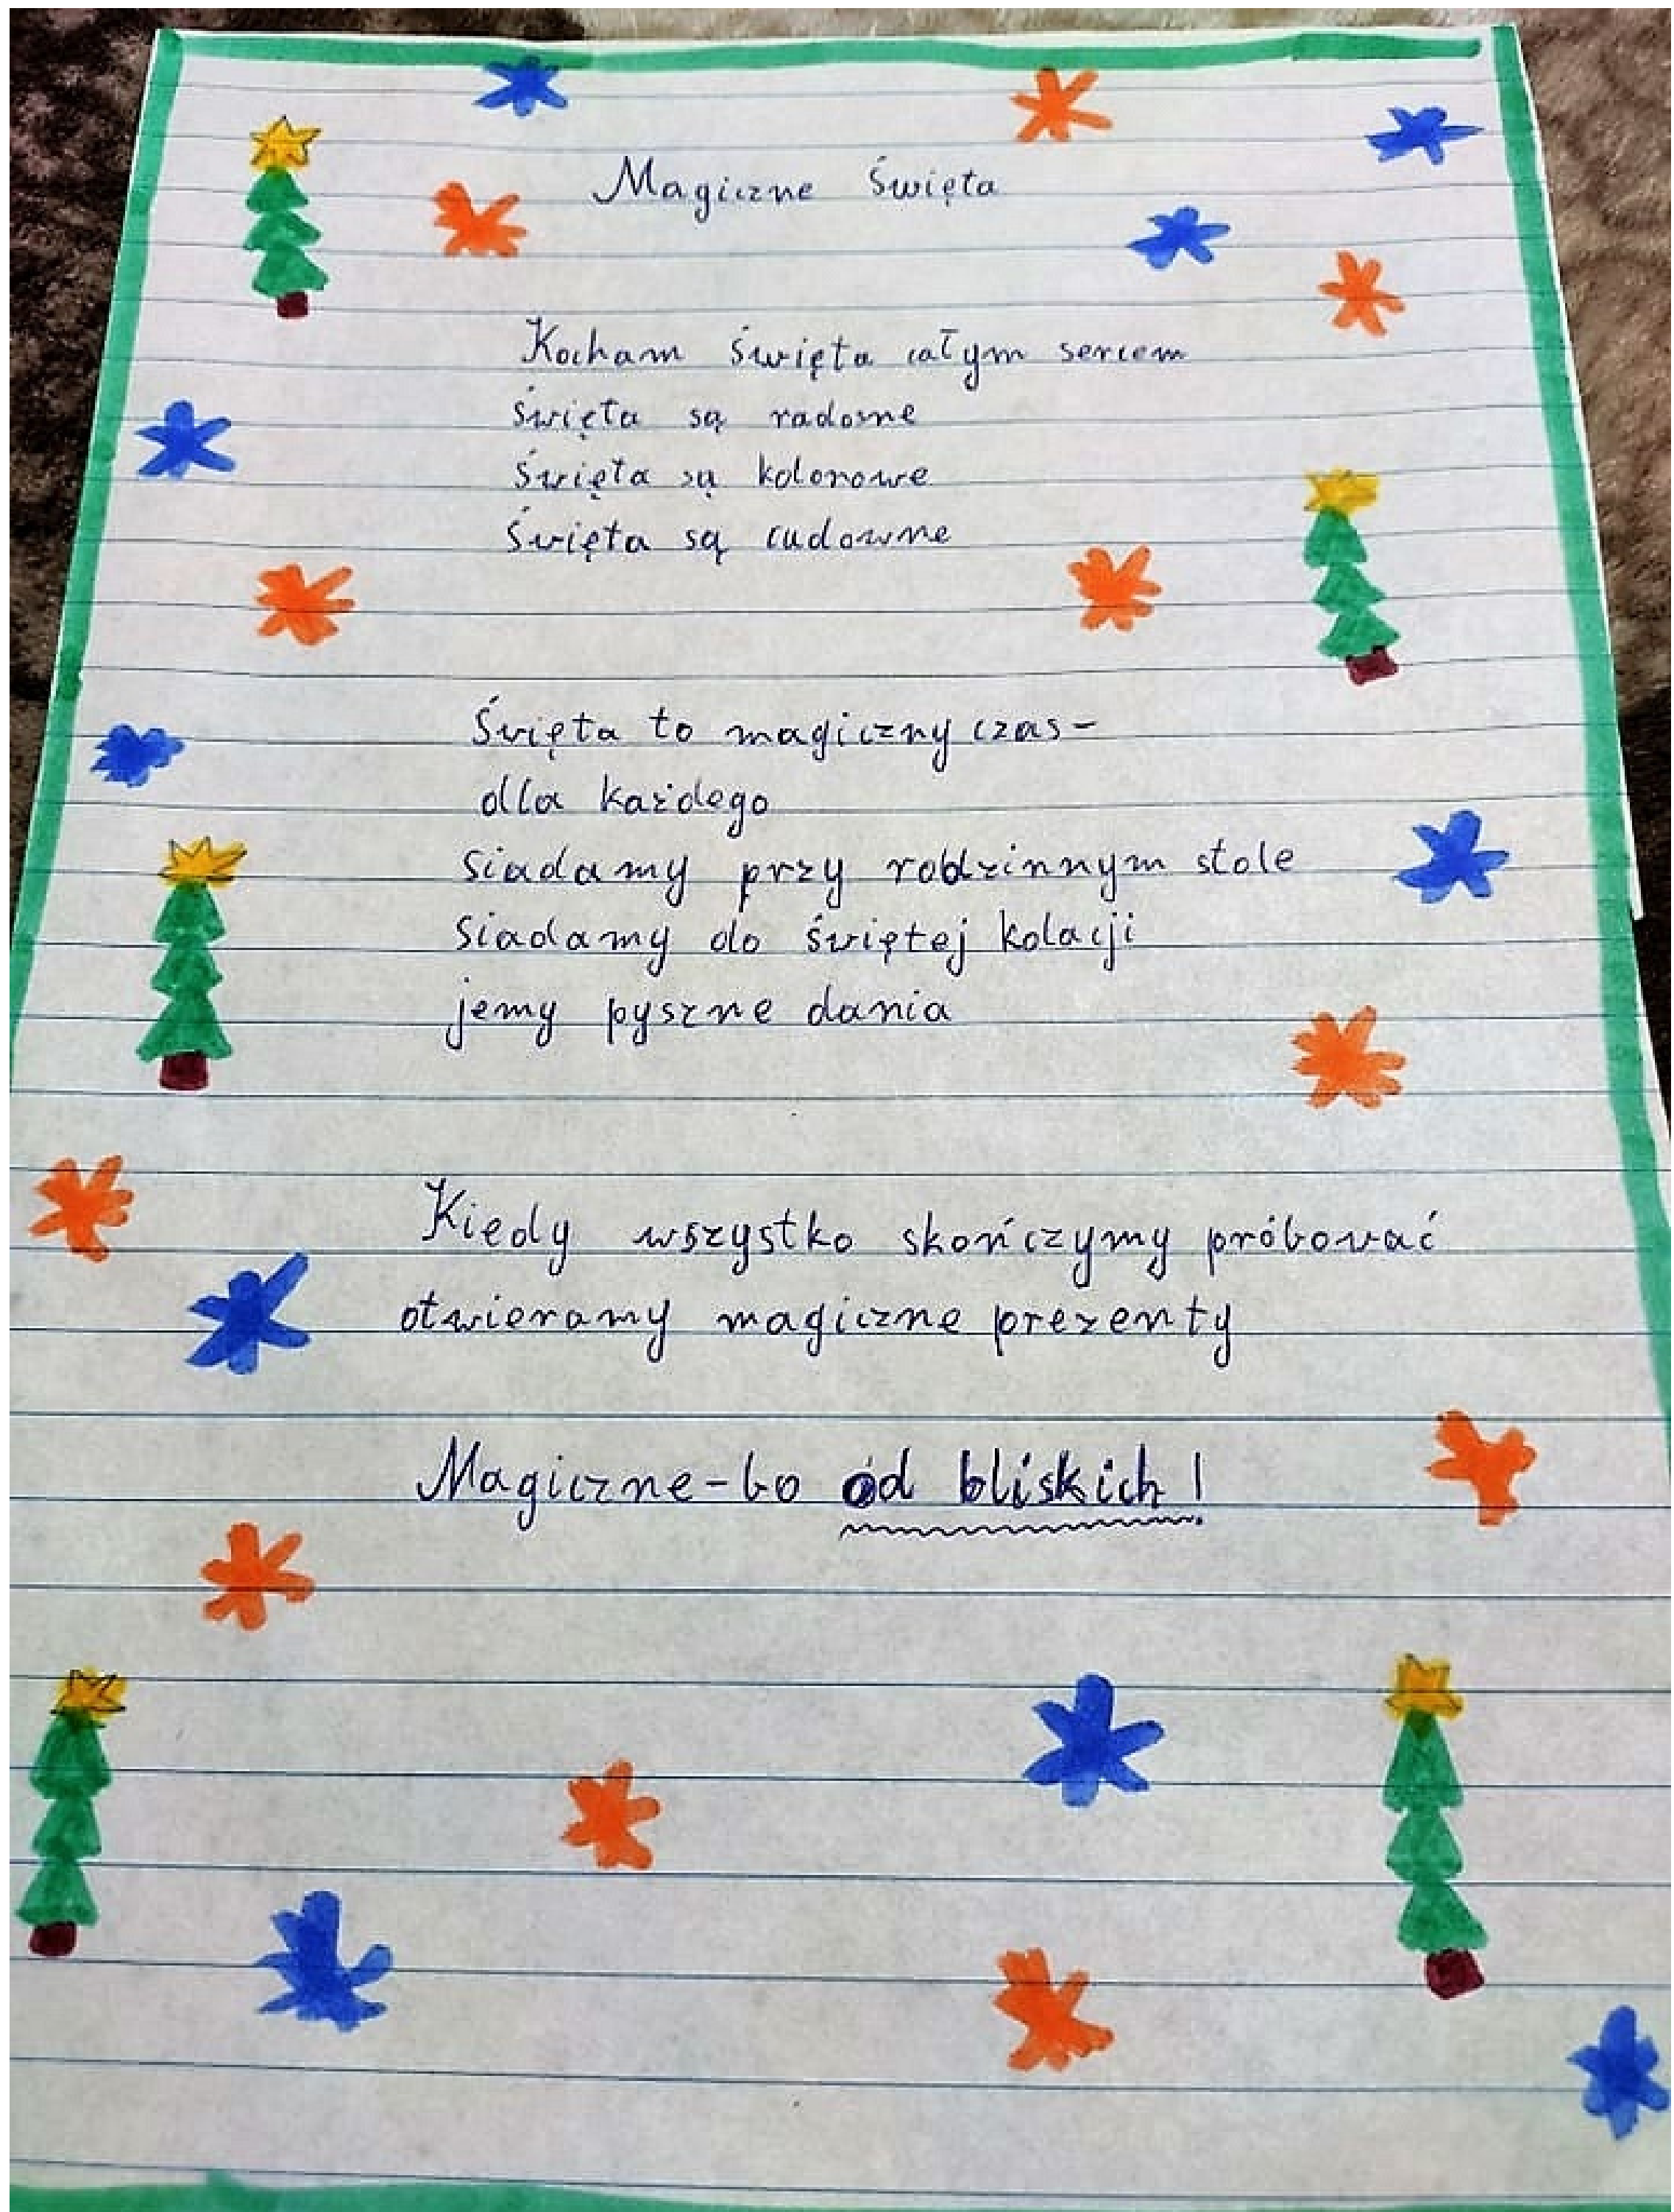 Magiczne Święta
Kocham święta całym sercem
święta są radosne
święta są kolorowe
święta są cudowne
Święta to magiczny czas-
dla każdego
siadamy przy rodzinnym stole
siadamy do świętej kolacji
jemy pyszne dania
Kiedy wszystko skończymy próbować
otwieramy magiczne prezenty
Magiczne-bo od bliskich!